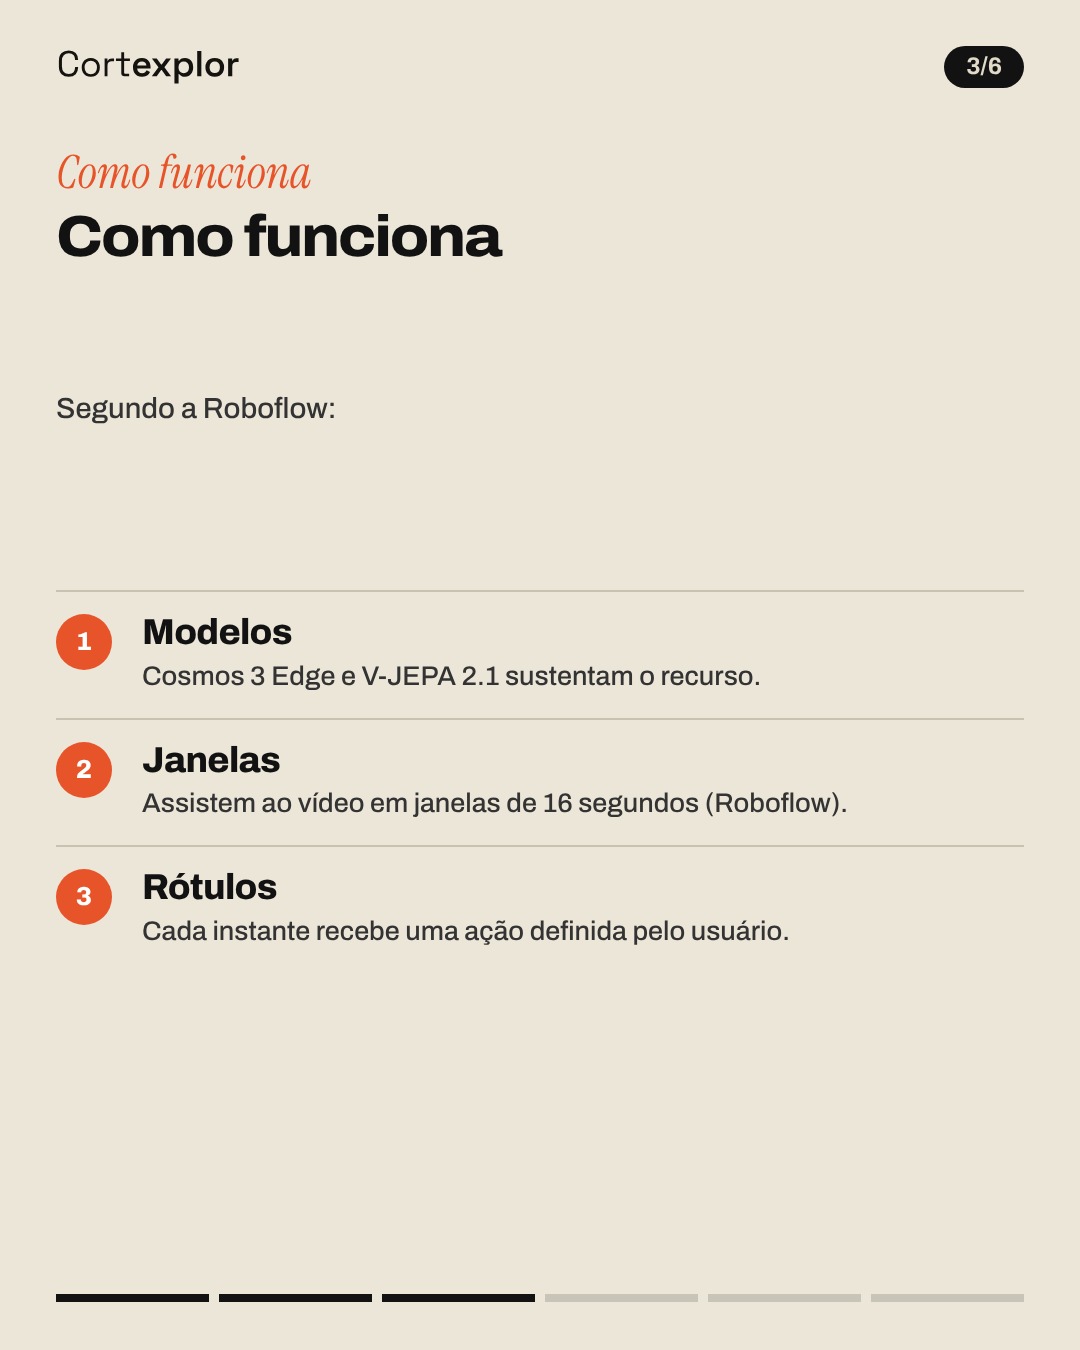 Cortexplor
3/6
Como funciona
Como funciona
Segundo a Roboflow:
1
Modelos
Cosmos 3 Edge e V-JEPA 2.1 sustentam o recurso.
2
Janelas
Assistem ao vídeo em janelas de 16 segundos (Roboflow).
3
Rótulos
Cada instante recebe uma ação definida pelo usuário.